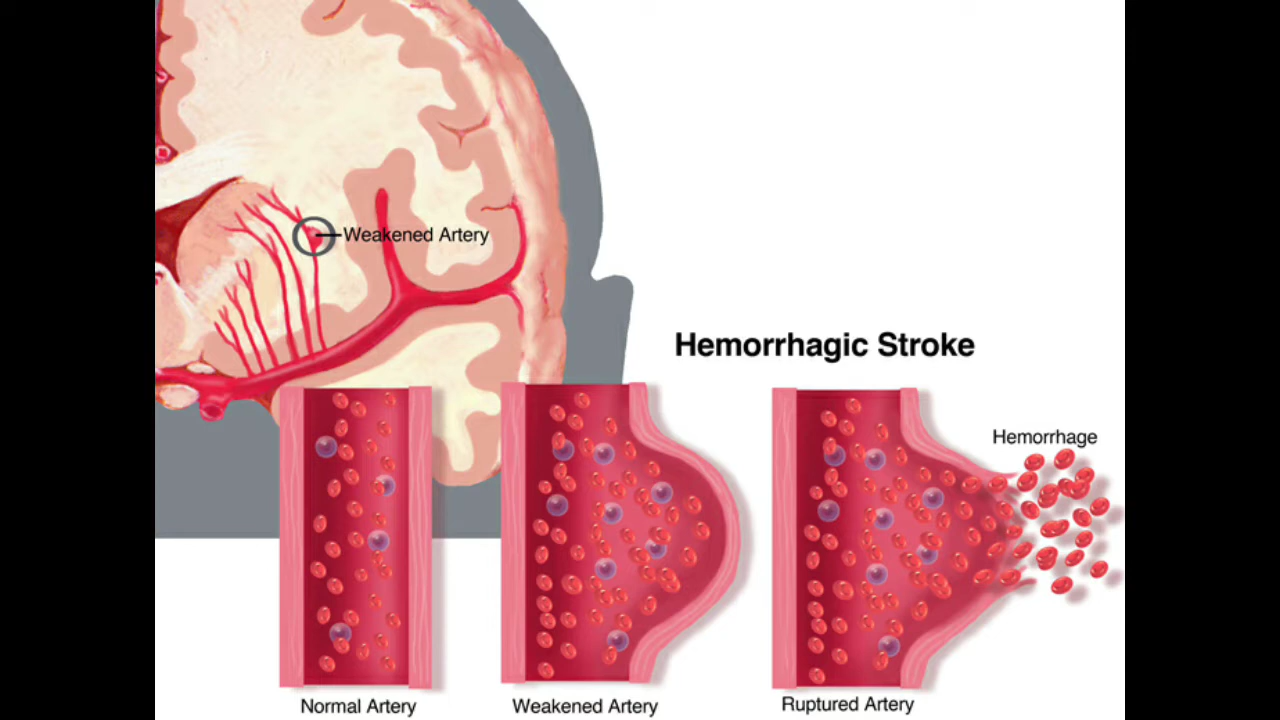 Weakened Artery
Hemorrhagic Stroke
Hemorrhage
Normal Artery
Weakened Artery
Ruptured Artery